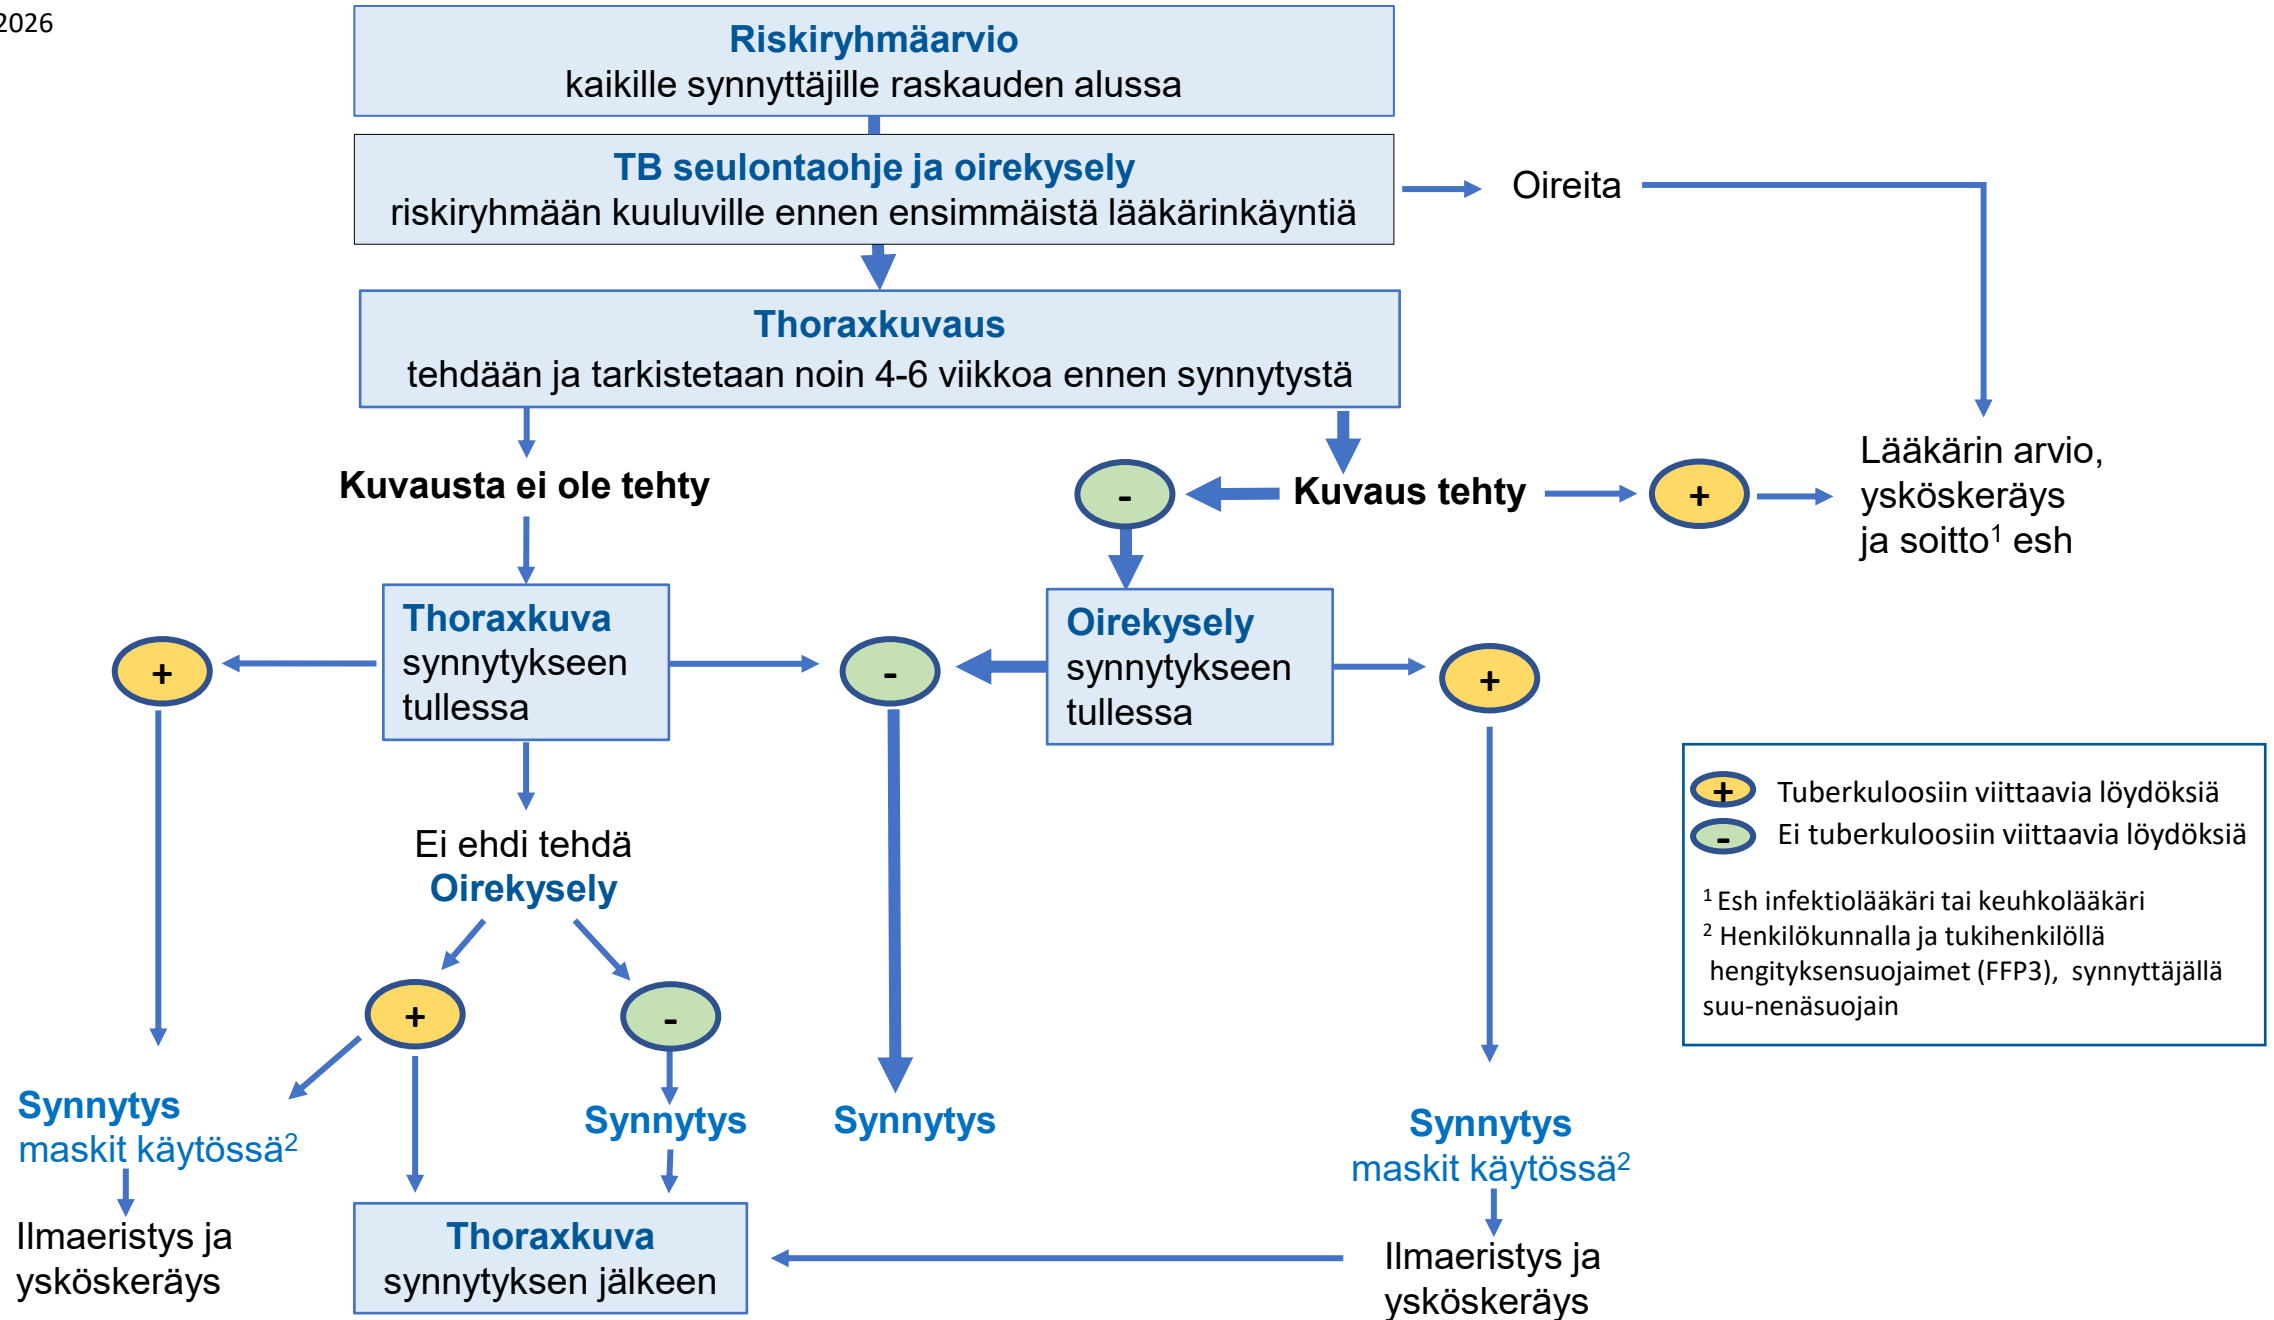 2026
Riskiryhmäarvio
kaikille synnyttäjille raskauden alussa
TB seulontaohje ja oirekysely
riskiryhmään kuuluville ennen ensimmäistä lääkärinkäyntiä
Oireita
Thoraxkuvaus
tehdään ja tarkistetaan noin 4-6 viikkoa ennen synnytystä
Kuvausta ei ole tehty
-
Kuvaus tehty
+
Lääkärin arvio,
ysköskeräys
ja soitto¹ esh
+
Thoraxkuva
synnytykseen
tullessa
-
Oirekysely
synnytykseen
tullessa
+
Ei ehdi tehdä
Oirekysely
+
-
Synnytys
maskit käytössä²
Ilmaeristys ja
ysköskeräys
Synnytys
Synnytys
Thoraxkuva
synnytyksen jälkeen
Synnytys
maskit käytössä²
Ilmaeristys ja
ysköskeräys
+ Tuberkuloosiin viittaavia löydöksiä
- Ei tuberkuloosiin viittaavia löydöksiä
¹ Esh infektiolääkäri tai keuhkolääkäri
² Henkilökunnalla ja tukihenkilöllä
hengityksensuojaimet (FFP3), synnyttäjällä
suu-nenäsuojain